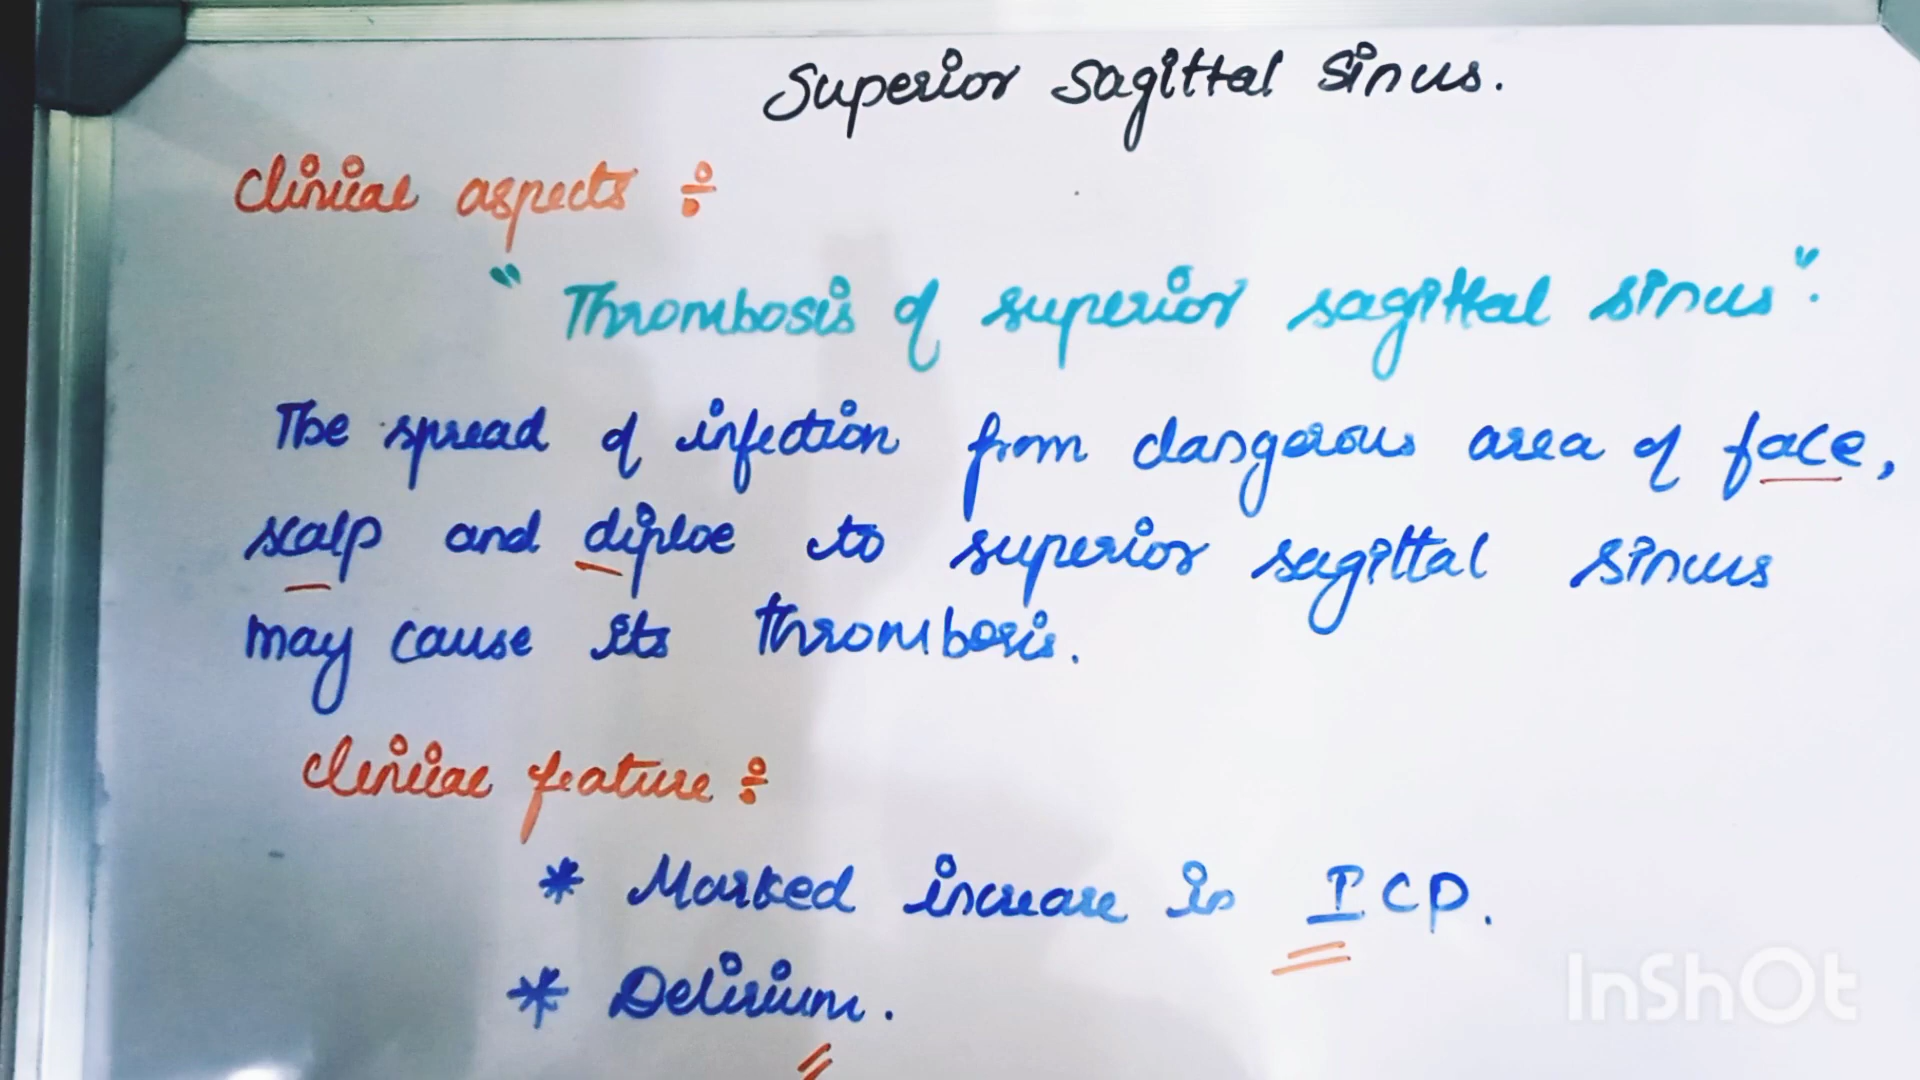 Superior Sagittal Sinus.
Clinical aspects ÷
"Thrombosis of superior sagittal sinus".
The spread of infection from dangerous area of face,
scalp and diploe to superior sagittal sinus
may cause its thrombosis.
Clinical feature ÷
* Marked increase in ICP.
* Delirium.
InShOt